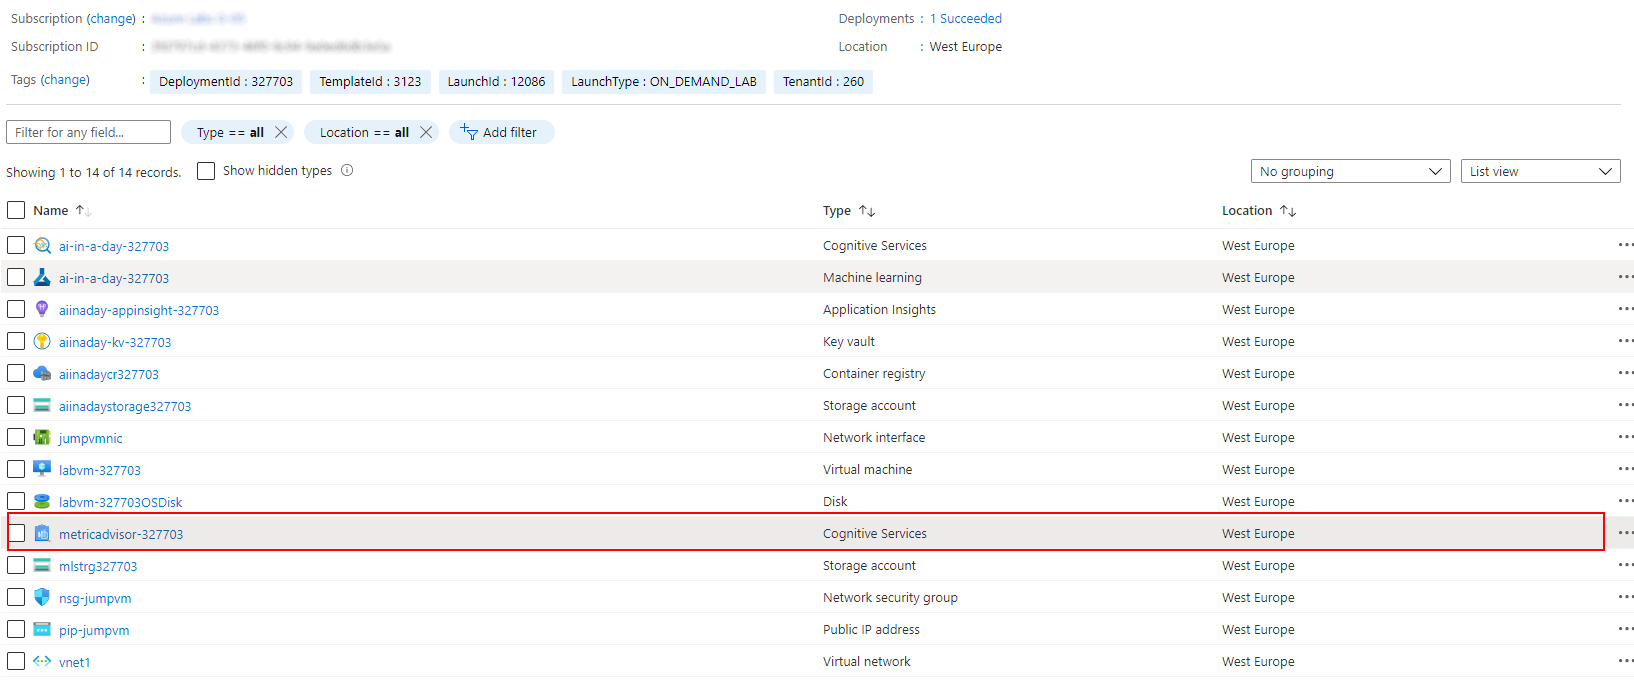 Subscription (change) :
Deployments : 1 Succeeded
Subscription ID :
Location : West Europe
Tags (change) : DeploymentId : 327703 TemplateId : 3123 LaunchId : 12086 LaunchType : ON_DEMAND_LAB TenantId : 260
Filter for any field... Type == all Location == all Add filter
Showing 1 to 14 of 14 records. Show hidden types No grouping List view
Name Type Location
ai-in-a-day-327703 Cognitive Services West Europe
ai-in-a-day-327703 Machine learning West Europe
aiinaday-appinsight-327703 Application Insights West Europe
aiinaday-kv-327703 Key vault West Europe
aiinadaycr327703 Container registry West Europe
aiinadaystorage327703 Storage account West Europe
jumpvmnic Network interface West Europe
labvm-327703 Virtual machine West Europe
labvm-327703OSDisk Disk West Europe
metricadvisor-327703 Cognitive Services West Europe
mlstrg327703 Storage account West Europe
nsg-jumpvm Network security group West Europe
pip-jumpvm Public IP address West Europe
vnet1 Virtual network West Europe